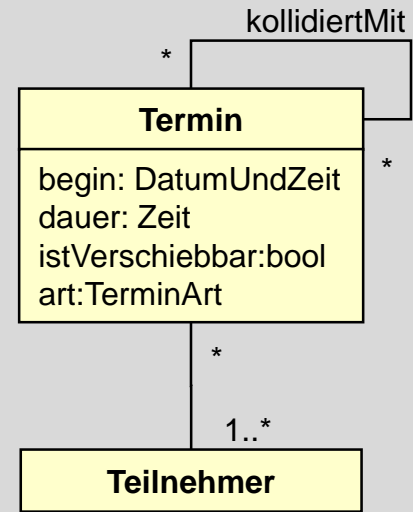 kollidiertMit
*
Termin
*
begin: DatumUndZeit
dauer: Zeit
istVerschiebbar:bool
art:TerminArt
*
1..*
Teilnehmer